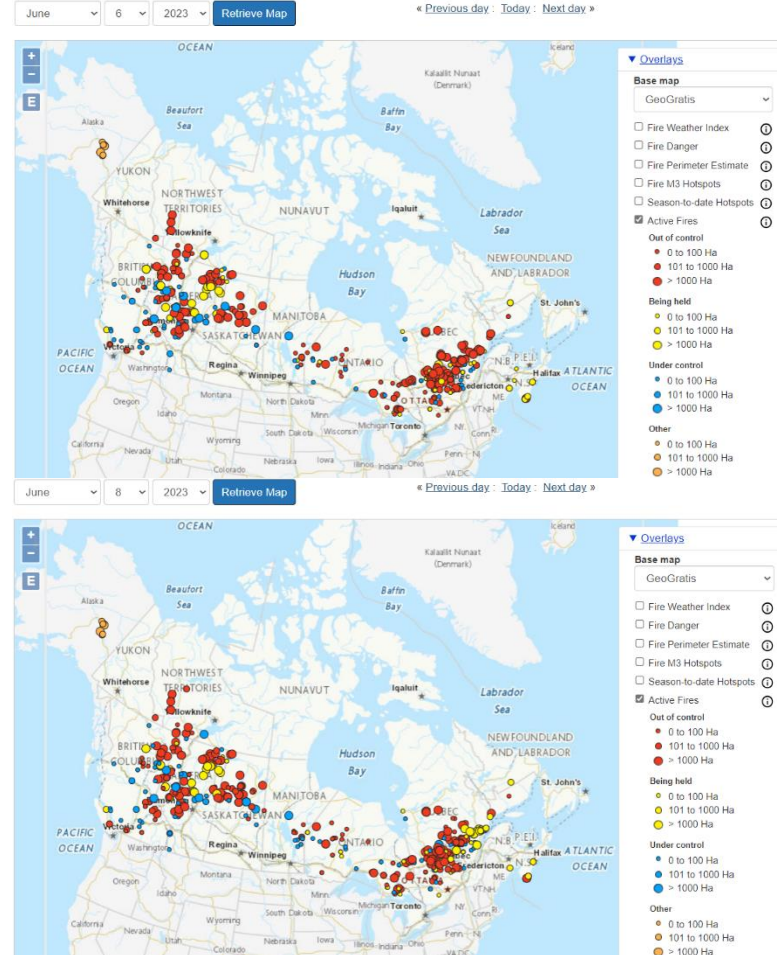 June 6 2023 Retrieve Map
« Previous day : Today : Next day »
+
−
E
▼ Overlays
Base map
GeoGratis
Fire Weather Index
Fire Danger
Fire Perimeter Estimate
Fire M3 Hotspots
Season-to-date Hotspots
Active Fires
Out of control
0 to 100 Ha
101 to 1000 Ha
> 1000 Ha
Being held
0 to 100 Ha
101 to 1000 Ha
> 1000 Ha
Under control
0 to 100 Ha
101 to 1000 Ha
> 1000 Ha
Other
0 to 100 Ha
101 to 1000 Ha
> 1000 Ha
OCEAN
Iceland
Kalaallit Nunaat
(Denmark)
Beaufort
Sea
Baffin
Bay
Alaska
YUKON
NORTHWEST
TERRITORIES
Whitehorse
NUNAVUT
Iqaluit
Labrador
Sea
NEWFOUNDLAND
AND LABRADOR
Hudson
Bay
St. John's
MANITOBA
PACIFIC
OCEAN
Regina
Winnipeg
N.B.
P.E.I.
Halifax
ATLANTIC
OCEAN
Washington
Montana
North Dakota
Oregon
Idaho
Minn
ME
VT NH
South Dakota
Wisconsin
Michigan
Toronto
NY
Conn
Wyoming
California
Nevada
Utah
Colorado
Nebraska
Iowa
Illinois
Indiana
Ohio
Penn
NJ
VA DC
June 8 2023 Retrieve Map
« Previous day : Today : Next day »
+
−
E
▼ Overlays
Base map
GeoGratis
Fire Weather Index
Fire Danger
Fire Perimeter Estimate
Fire M3 Hotspots
Season-to-date Hotspots
Active Fires
Out of control
0 to 100 Ha
101 to 1000 Ha
> 1000 Ha
Being held
0 to 100 Ha
101 to 1000 Ha
> 1000 Ha
Under control
0 to 100 Ha
101 to 1000 Ha
> 1000 Ha
Other
0 to 100 Ha
101 to 1000 Ha
> 1000 Ha
OCEAN
Iceland
Kalaallit Nunaat
(Denmark)
Beaufort
Sea
Baffin
Bay
Alaska
YUKON
NORTHWEST
TERRITORIES
Whitehorse
NUNAVUT
Iqaluit
Labrador
Sea
NEWFOUNDLAND
AND LABRADOR
Hudson
Bay
St. John's
MANITOBA
PACIFIC
OCEAN
Regina
Winnipeg
N.B.
P.E.I.
Halifax
ATLANTIC
OCEAN
Washington
Montana
North Dakota
Oregon
Idaho
Minn
ME
VT NH
South Dakota
Wisconsin
Michigan
Toronto
NY
Conn
Wyoming
California
Nevada
Utah
Colorado
Nebraska
Iowa
Illinois
Indiana
Ohio
Penn
NJ
VA DC